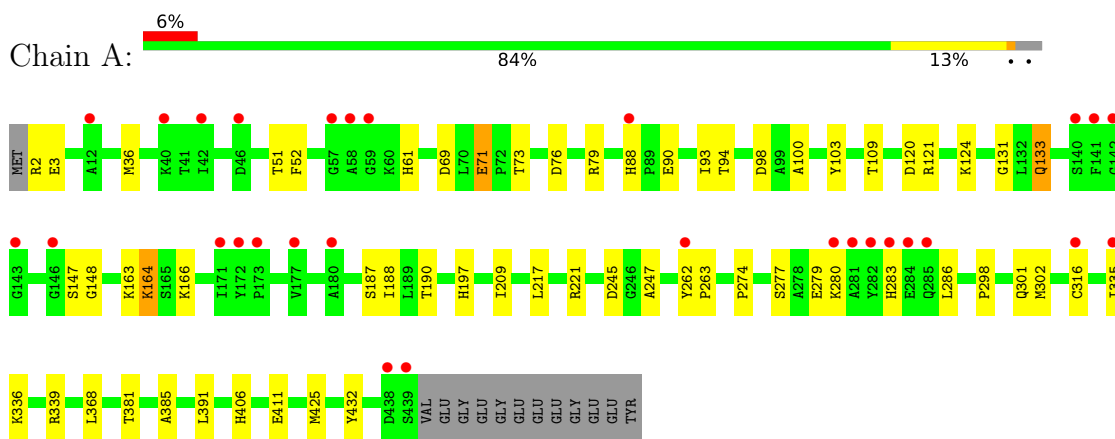 6%
Chain A:
84% 13% • •
MET R2 E3 A12 M36 K40 T41 I42 D46 T51 F52 G57 A58 G59 K60 H61 D69 L70 E71 P72 T73 D76 R79 H88 P89 E90 I93 T94 D98 A99 A100 Y103 T109 D120 R121 K124 G131 L132 Q133 S140 F141 G142
G143 G146 S147 G148 K163 K164 S165 K166 I171 Y172 P173 V177 A180 S187 I188 L189 T190 H197 I209 L217 R221 D245 G246 A247 Y262 P263 P274 S277 A278 E279 K280 A281 Y282 H283 E284 Q285 L286 P298 Q301 M302 C316 I335
K336 R339 L368 T381 A385 L391 H406 E411 M425 Y432 D438 S439 VAL GLU GLY GLU GLY GLU GLU GLU GLY GLU GLU TYR